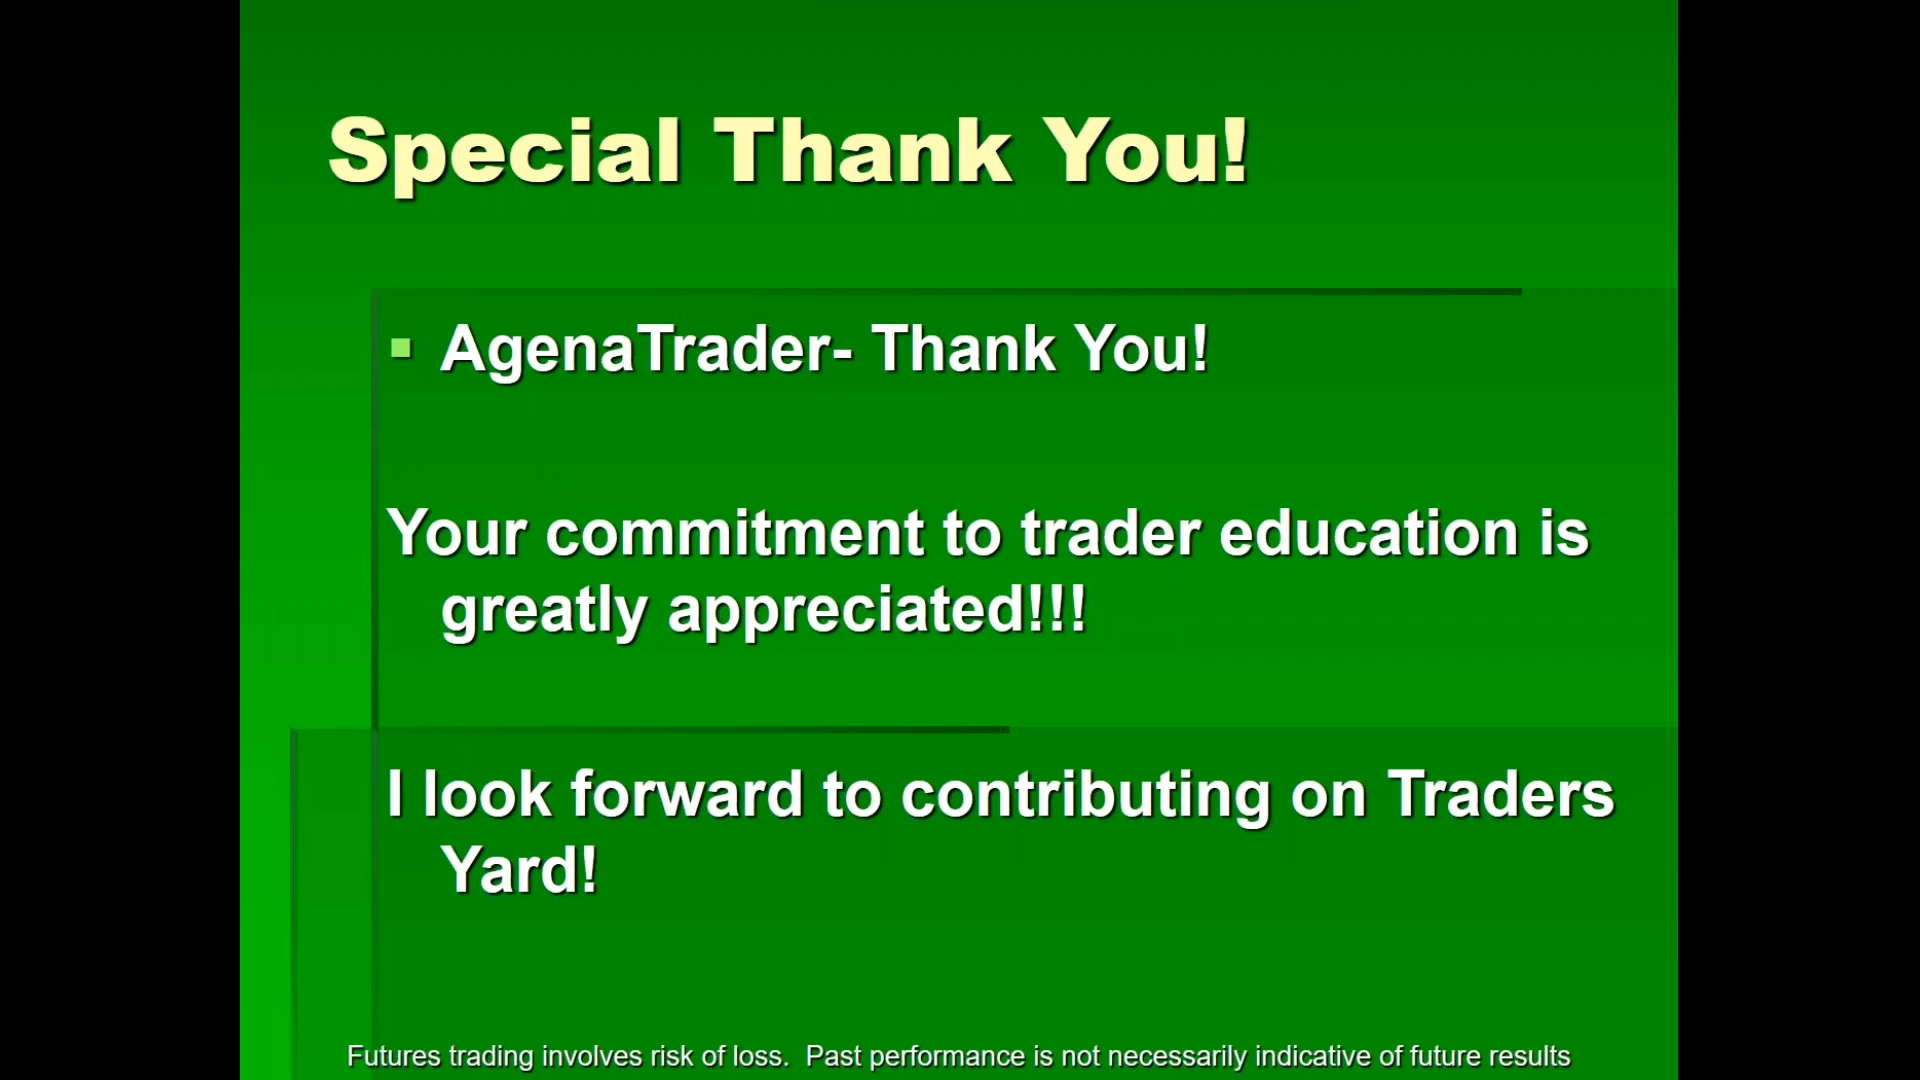 Special Thank You!
AgenaTrader- Thank You!
Your commitment to trader education is
greatly appreciated!!!
I look forward to contributing on Traders
Yard!
Futures trading involves risk of loss.  Past performance is not necessarily indicative of future results